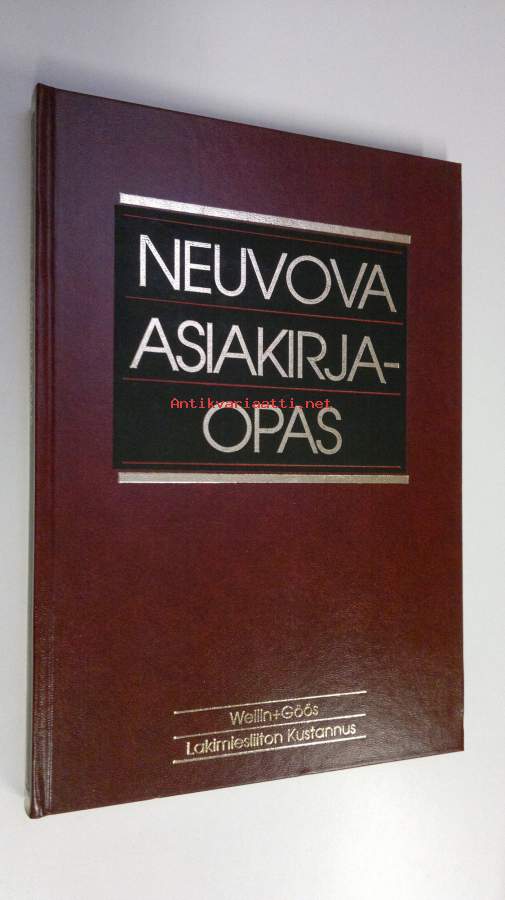 NEUVOVA
ASIAKIRJA-
Antikvariaatti.net
OPAS
Weilin+Göös
Lakimiesliiton Kustannus